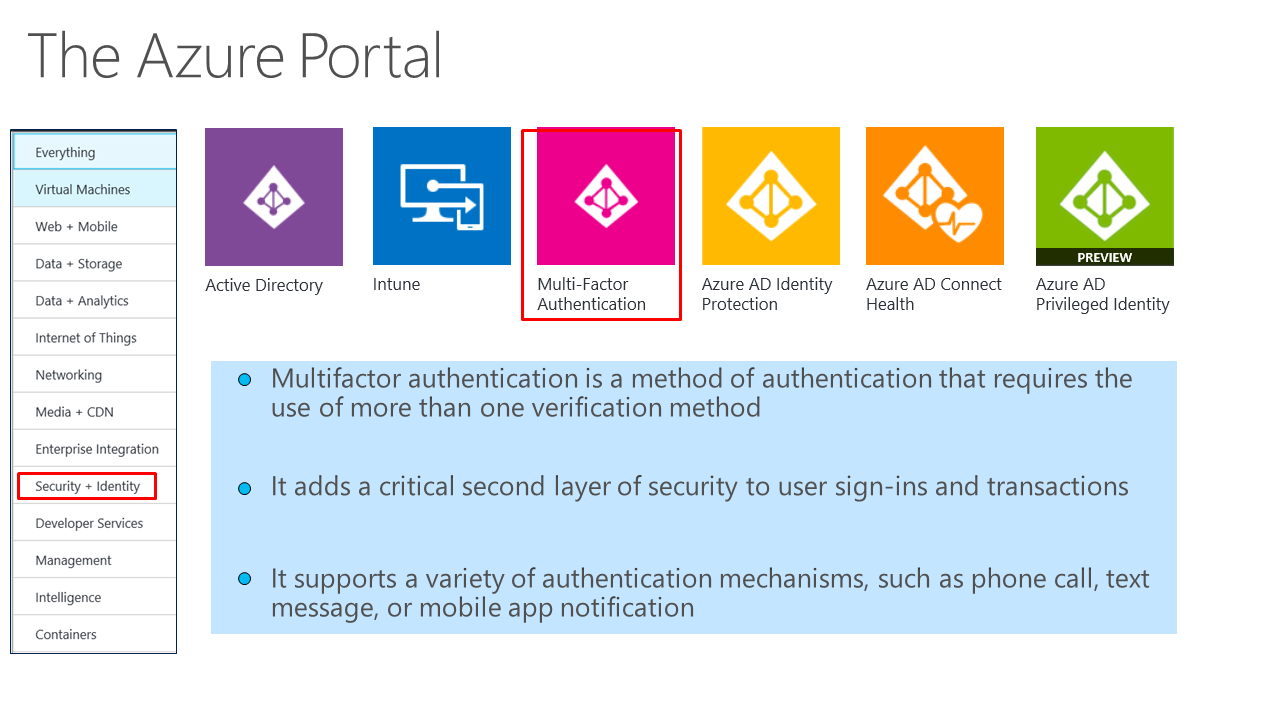 The Azure Portal
Everything
Virtual Machines
Web + Mobile
Data + Storage
Data + Analytics
Internet of Things
Networking
Media + CDN
Enterprise Integration
Security + Identity
Developer Services
Management
Intelligence
Containers
Active Directory
Intune
Multi-Factor
Authentication
Azure AD Identity
Protection
Azure AD Connect
Health
PREVIEW
Azure AD
Privileged Identity
Multifactor authentication is a method of authentication that requires the
use of more than one verification method
It adds a critical second layer of security to user sign-ins and transactions
It supports a variety of authentication mechanisms, such as phone call, text
message, or mobile app notification